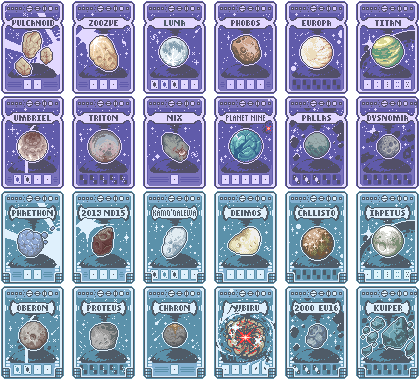 VULCANOID
ZOOZVE
LUNA
PHOBOS
EUROPA
TITAN
UMBRIEL
TRITON
NIX
PLANET NINE
PALLAS
DYSNOMIA
PHAETHON
2013 ND15
KAMO'OALEWA
DEIMOS
CALLISTO
IAPETUS
OBERON
PROTEUS
CHARON
NYBIRU
2000 EU16
KUIPER